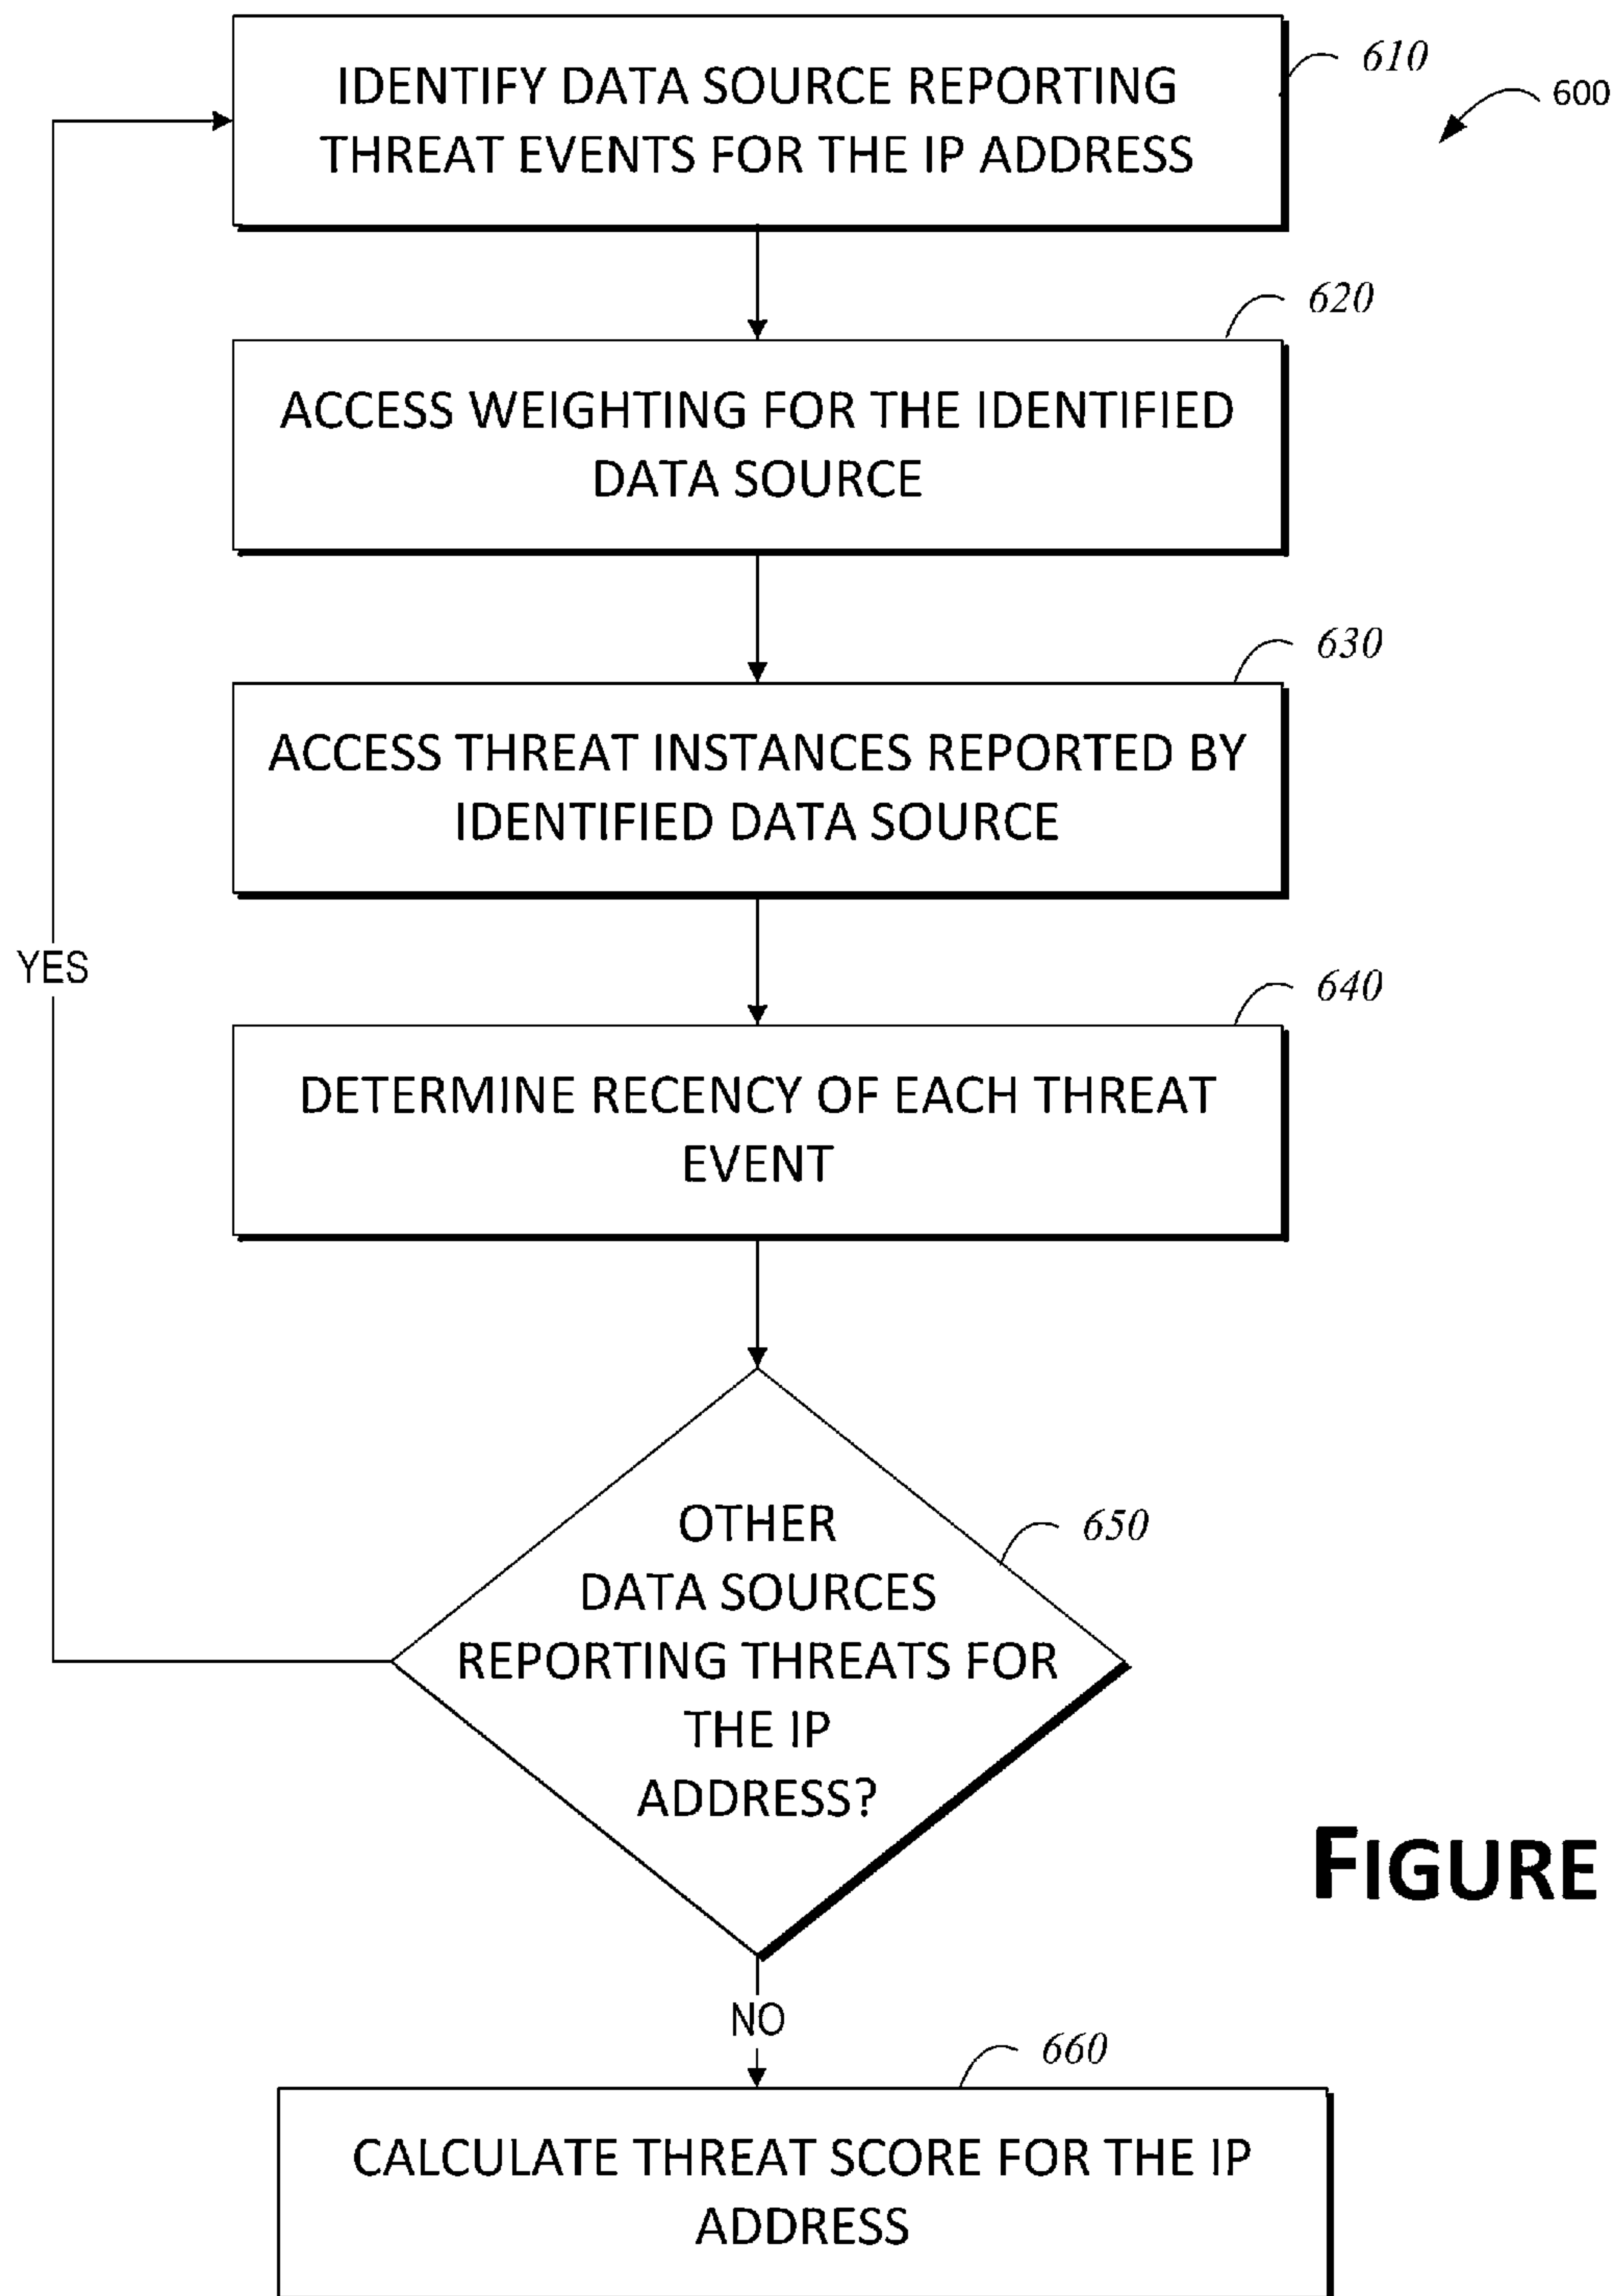 IDENTIFY DATA SOURCE REPORTING
THREAT EVENTS FOR THE IP ADDRESS
610
600
ACCESS WEIGHTING FOR THE IDENTIFIED
DATA SOURCE
620
ACCESS THREAT INSTANCES REPORTED BY
IDENTIFIED DATA SOURCE
630
YES
DETERMINE RECENCY OF EACH THREAT
EVENT
640
OTHER
DATA SOURCES
REPORTING THREATS FOR
THE IP
ADDRESS?
650
FIGURE
NO
660
CALCULATE THREAT SCORE FOR THE IP
ADDRESS